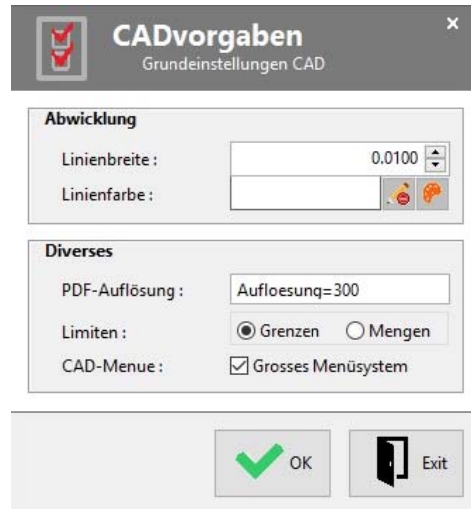 CADvorgaben
Grundeinstellungen CAD
Abwicklung
Linienbreite : 0.0100
Linienfarbe :
Diverses
PDF-Auflösung : Aufloesung=300
Limiten : Grenzen Mengen
CAD-Menue : Grosses Menüsystem
OK Exit